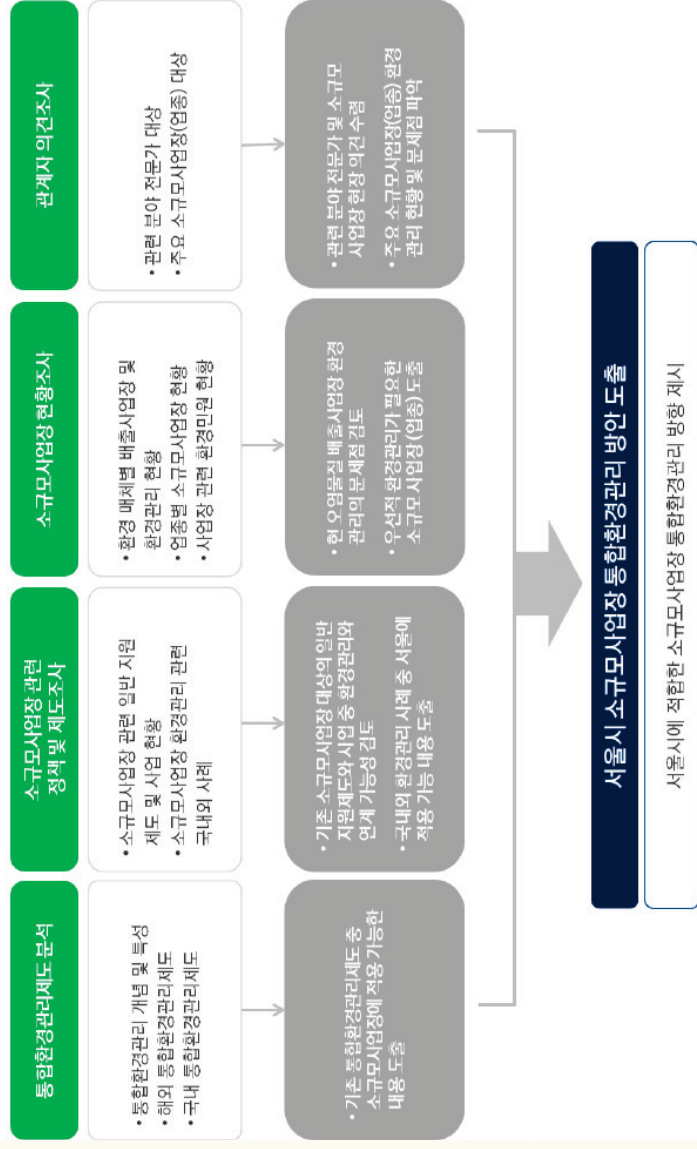 통합환경관리제도 분석
• 통합환경관리 개념 및 특성
• 해외 통합환경관리제도
• 국내 통합환경관리제도
• 기존 통합환경관리제도 중
소규모사업장에 적용 가능한
내용 도출
소규모사업장 관련
정책 및 제도조사
• 소규모사업장 관련 일반 지원
제도 및 사업 현황
• 소규모사업장 환경관리 관련
국내외 사례
• 기존 소규모사업장 대상의 일반
지원제도와 사업 중 환경관리와
연계 가능성 검토
• 국내외 환경관리 사례 중 서울에
적용 가능 내용 도출
소규모사업장 현황조사
• 환경 매체별 배출사업장 및
환경관리 현황
• 업종별 소규모사업장 현황
• 사업장 관련 환경민원 현황
• 현 오염물질 배출사업장 환경
관리의 문제점 검토
• 우선적 환경관리가 필요한
소규모 사업장 (업종) 도출
관계자 의견조사
• 관련 분야 전문가 대상
• 주요 소규모사업장(업종) 대상
• 관련 분야 전문가 및 소규모
사업장 현장 의견 수렴
• 주요 소규모사업장(업종) 환경
관리 현황 및 문제점 파악
서울시 소규모사업장 통합환경관리 방안 도출
서울시에 적합한 소규모사업장 통합환경관리 방향 제시